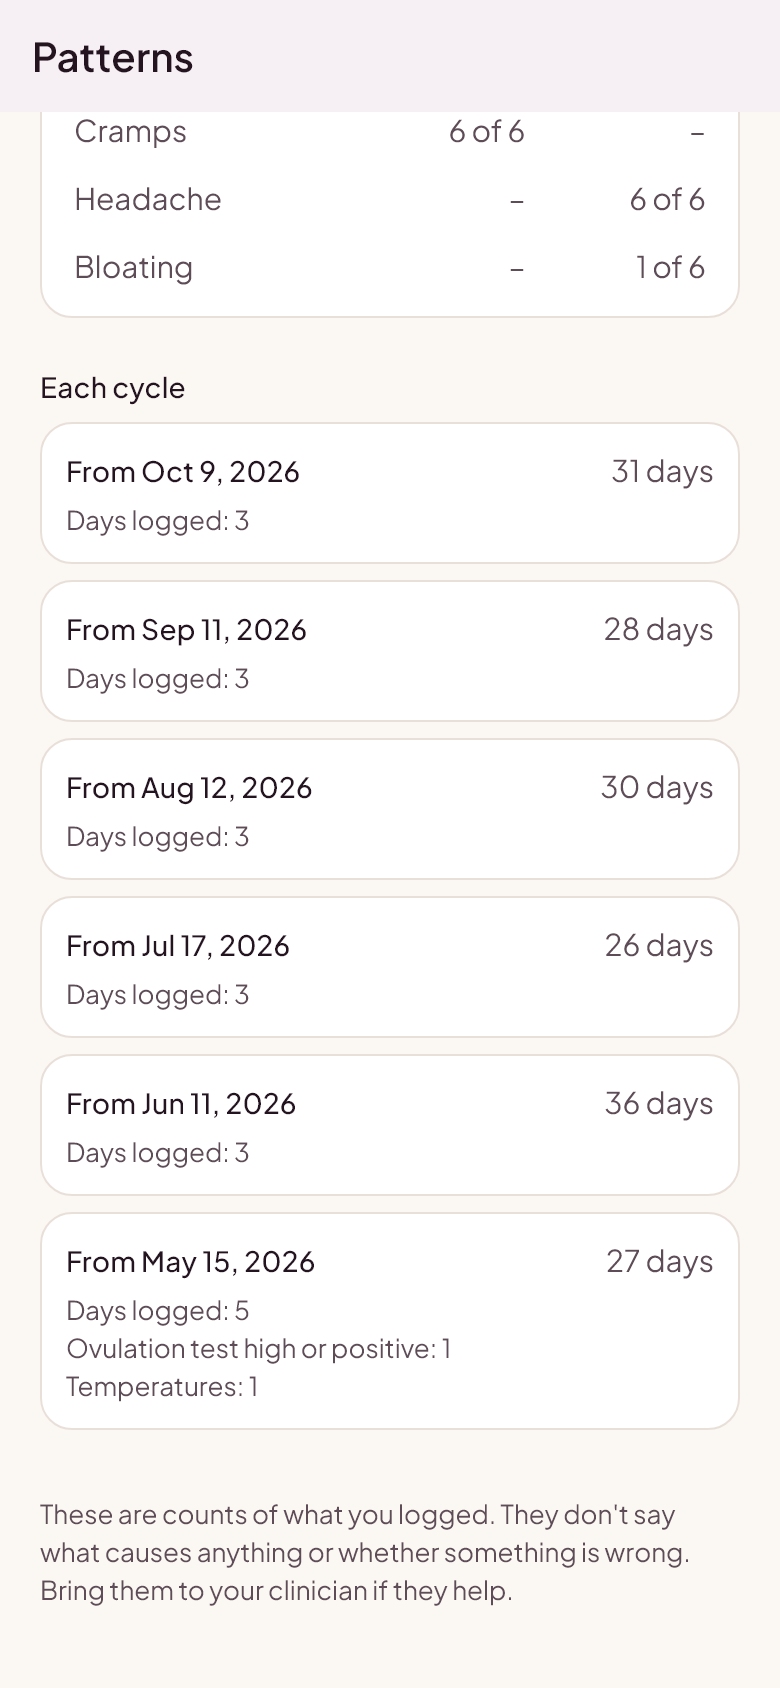 Patterns
Cramps 6 of 6 –
Headache – 6 of 6
Bloating – 1 of 6
Each cycle
From Oct 9, 2026 31 days
Days logged: 3
From Sep 11, 2026 28 days
Days logged: 3
From Aug 12, 2026 30 days
Days logged: 3
From Jul 17, 2026 26 days
Days logged: 3
From Jun 11, 2026 36 days
Days logged: 3
From May 15, 2026 27 days
Days logged: 5
Ovulation test high or positive: 1
Temperatures: 1
These are counts of what you logged. They don't say
what causes anything or whether something is wrong.
Bring them to your clinician if they help.